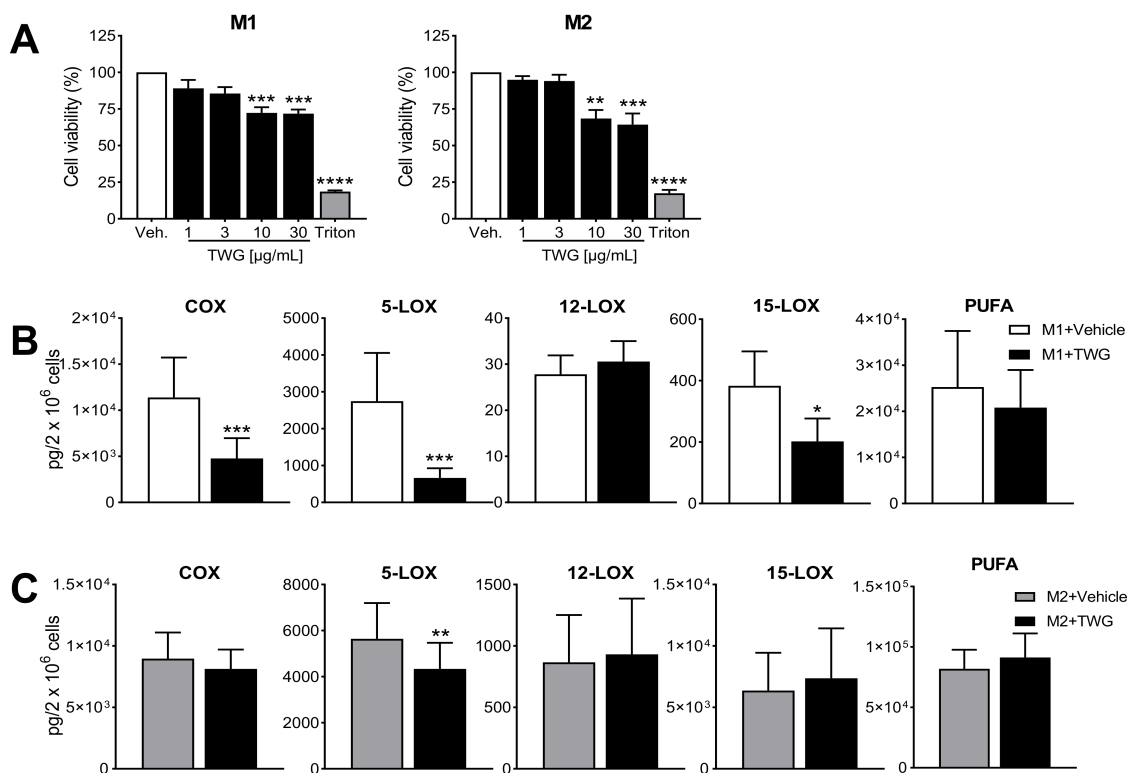 A
M1
Cell viability (%)
125
100
75
50
25
0
***
***
****
Veh.
1
3
10
30
Triton
TWG [µg/mL]
M2
Cell viability (%)
125
100
75
50
25
0
**
***
****
Veh.
1
3
10
30
Triton
TWG [µg/mL]
B
pg/2 x 10⁶ cells
COX
2×10⁴
1.5×10⁴
1×10⁴
5×10³
0
***
5-LOX
5000
4000
3000
2000
1000
0
***
12-LOX
40
30
20
10
0
15-LOX
600
400
200
0
*
PUFA
4×10⁴
3×10⁴
2×10⁴
1×10⁴
0
M1+Vehicle
M1+TWG
C
pg/2 x 10⁶ cells
COX
1.5×10⁴
1×10⁴
5×10³
0
5-LOX
8000
6000
4000
2000
0
**
12-LOX
1500
1000
500
0
15-LOX
1.5×10⁴
1×10⁴
5×10³
0
PUFA
1.5×10⁵
1×10⁵
5×10⁴
0
M2+Vehicle
M2+TWG